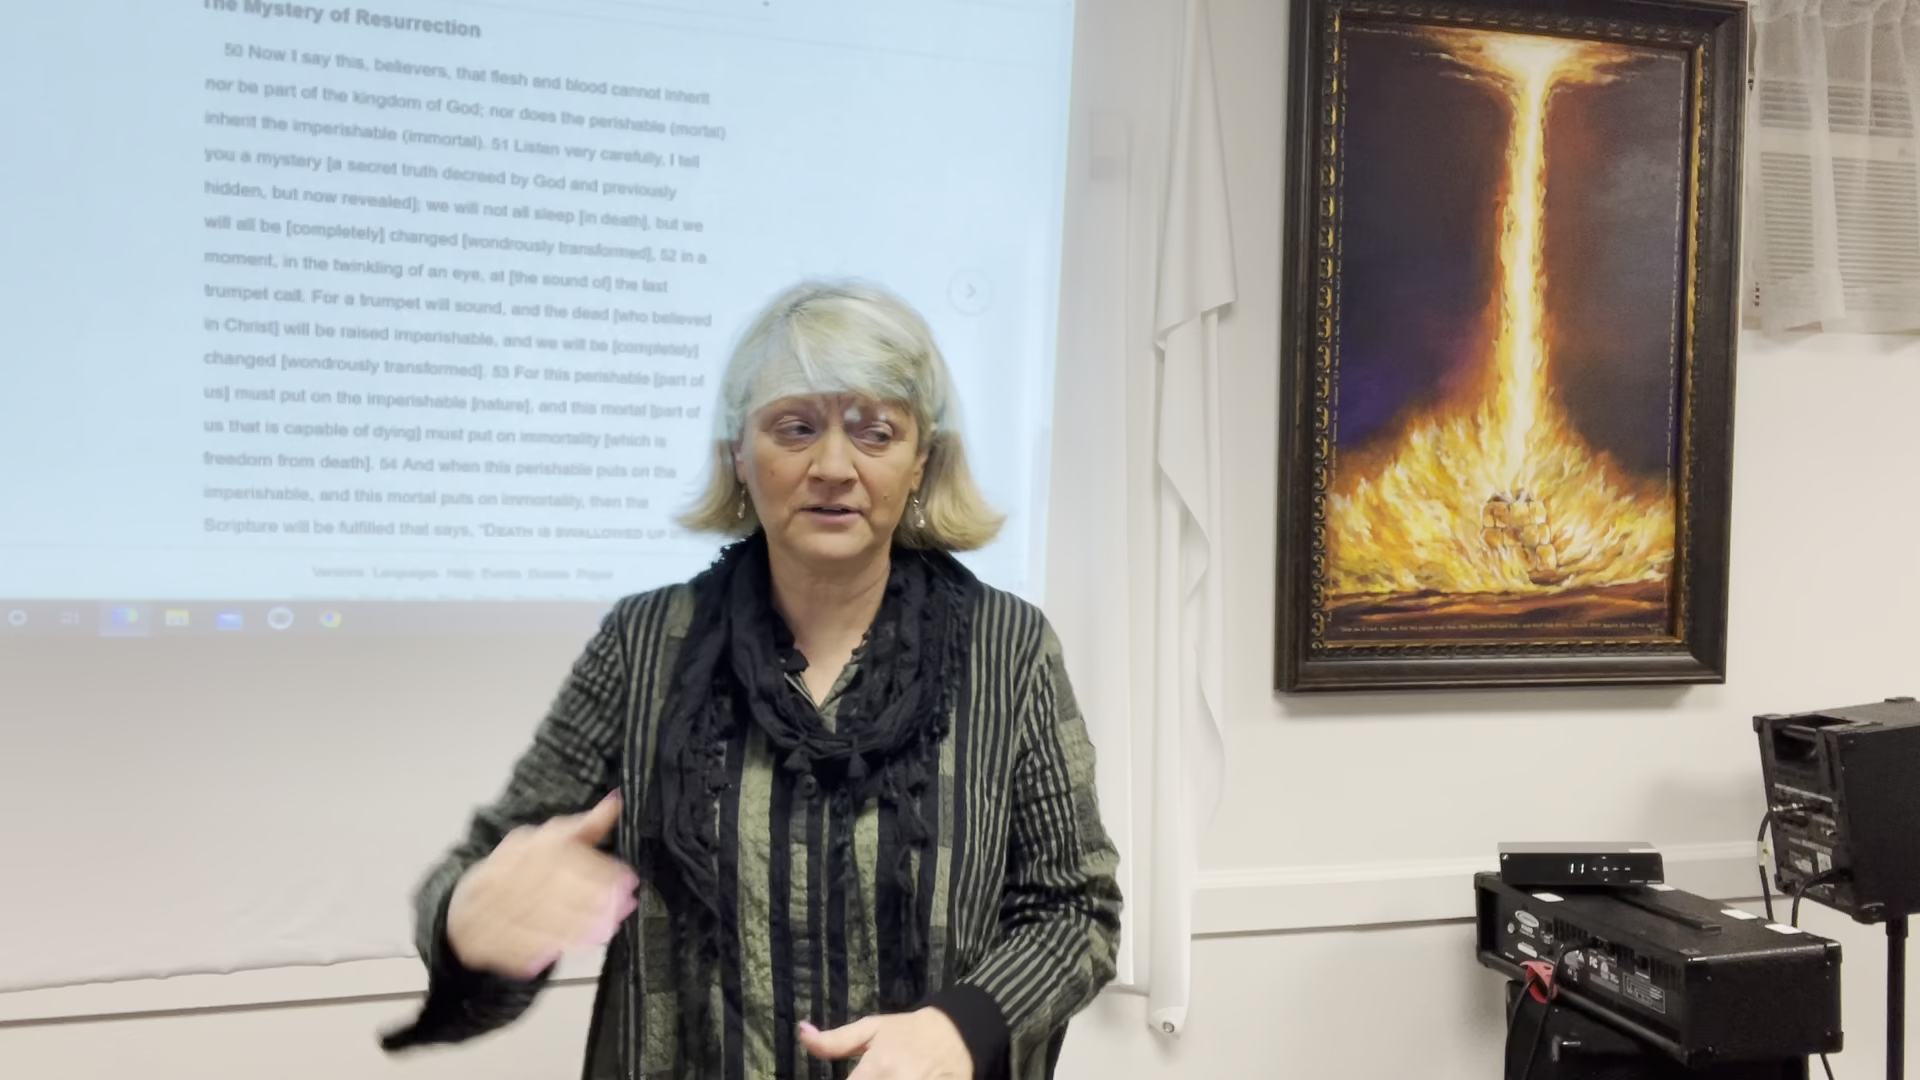 The Mystery of Resurrection
50 Now I say this, believers, that flesh and blood cannot inherit
nor be part of the kingdom of God; nor does the perishable (mortal)
inherit the imperishable (immortal). 51 Listen very carefully, I tell
you a mystery [a secret truth decreed by God and previously
hidden, but now revealed]; we will not all sleep [in death], but we
will all be [completely] changed [wondrously transformed], 52 in a
moment, in the twinkling of an eye, at [the sound of] the last
trumpet call. For a trumpet will sound, and the dead [who believed
in Christ] will be raised imperishable, and we will be [completely]
changed [wondrously transformed]. 53 For this perishable [part of
us] must put on the imperishable [nature], and this mortal [part of
us that is capable of dying] must put on immortality [which is
freedom from death]. 54 And when this perishable puts on the
imperishable, and this mortal puts on immortality, then the
Scripture will be fulfilled that says, “DEATH IS SWALLOWED UP